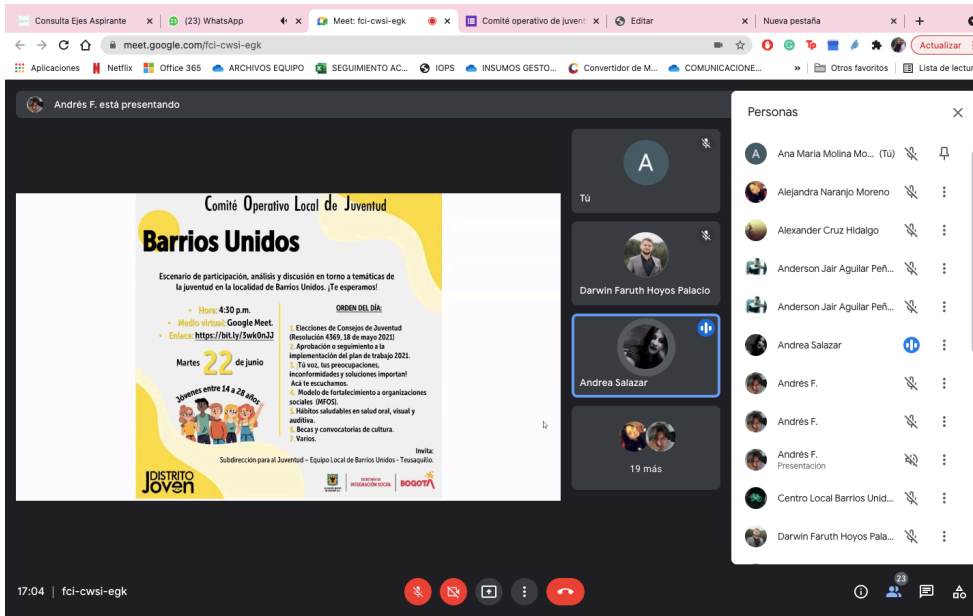 Consulta Ejes Aspirante
(23) WhatsApp
Meet: fci-cwsi-egk
Comité operativo de juvent
Editar
Nueva pestaña
meet.google.com/fci-cwsi-egk
Actualizar
Aplicaciones
Netflix
Office 365
ARCHIVOS EQUIPO
SEGUIMIENTO AC...
IOPS
INSUMOS GESTO...
Convertidor de M...
COMUNICACIONE...
»
Otros favoritos
Lista de lectur
Andrés F. está presentando
Comité Operativo Local de Juventud
Barrios Unidos
Escenario de participación, análisis y discusión en torno a temáticas de
la juventud en la localidad de Barrios Unidos. ¡Te esperamos!
• Hora: 4:30 p.m.
• Medio virtual: Google Meet.
• Enlace: https://bit.ly/3wk0nJJ
Martes 22 de junio
Jóvenes entre 14 a 28 años
ORDEN DEL DÍA:
1. Elecciones de Consejos de Juventud
(Resolución 4369, 18 de mayo 2021)
2. Aprobación o seguimiento a la
implementación del plan de trabajo 2021.
3. ¡Tú voz, tus preocupaciones,
inconformidades y soluciones importan!
Acá te escuchamos.
4. Modelo de fortalecimiento a organizaciones
sociales (MFOS).
5. Hábitos saludables en salud oral, visual y
auditiva.
6. Becas y convocatorias de cultura.
7. Varios.
Invita:
Subdirección para al Juventud – Equipo Local de Barrios Unidos - Teusaquillo.
DISTRITO
JOVEN
INTEGRACIÓN SOCIAL
BOGOTÁ
A
Tú
Darwin Faruth Hoyos Palacio
Andrea Salazar
19 más
Personas
A
Ana Maria Molina Mo... (Tú)
Alejandra Naranjo Moreno
Alexander Cruz Hidalgo
Anderson Jair Aguilar Peñ...
Anderson Jair Aguilar Peñ...
Andrea Salazar
Andrés F.
Andrés F.
Andrés F.
Presentación
Centro Local Barrios Unid...
Darwin Faruth Hoyos Pala...
17:04 | fci-cwsi-egk
23